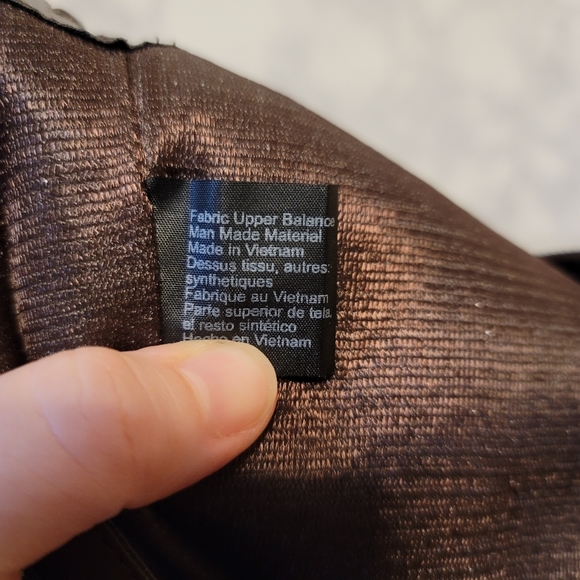 Fabric Upper Balance
Man Made Material
Made in Vietnam
Dessus tissu, autres:
synthetiques
Fabrique au Vietnam
Parte superior de tela,
el resto sintético
Hecho en Vietnam